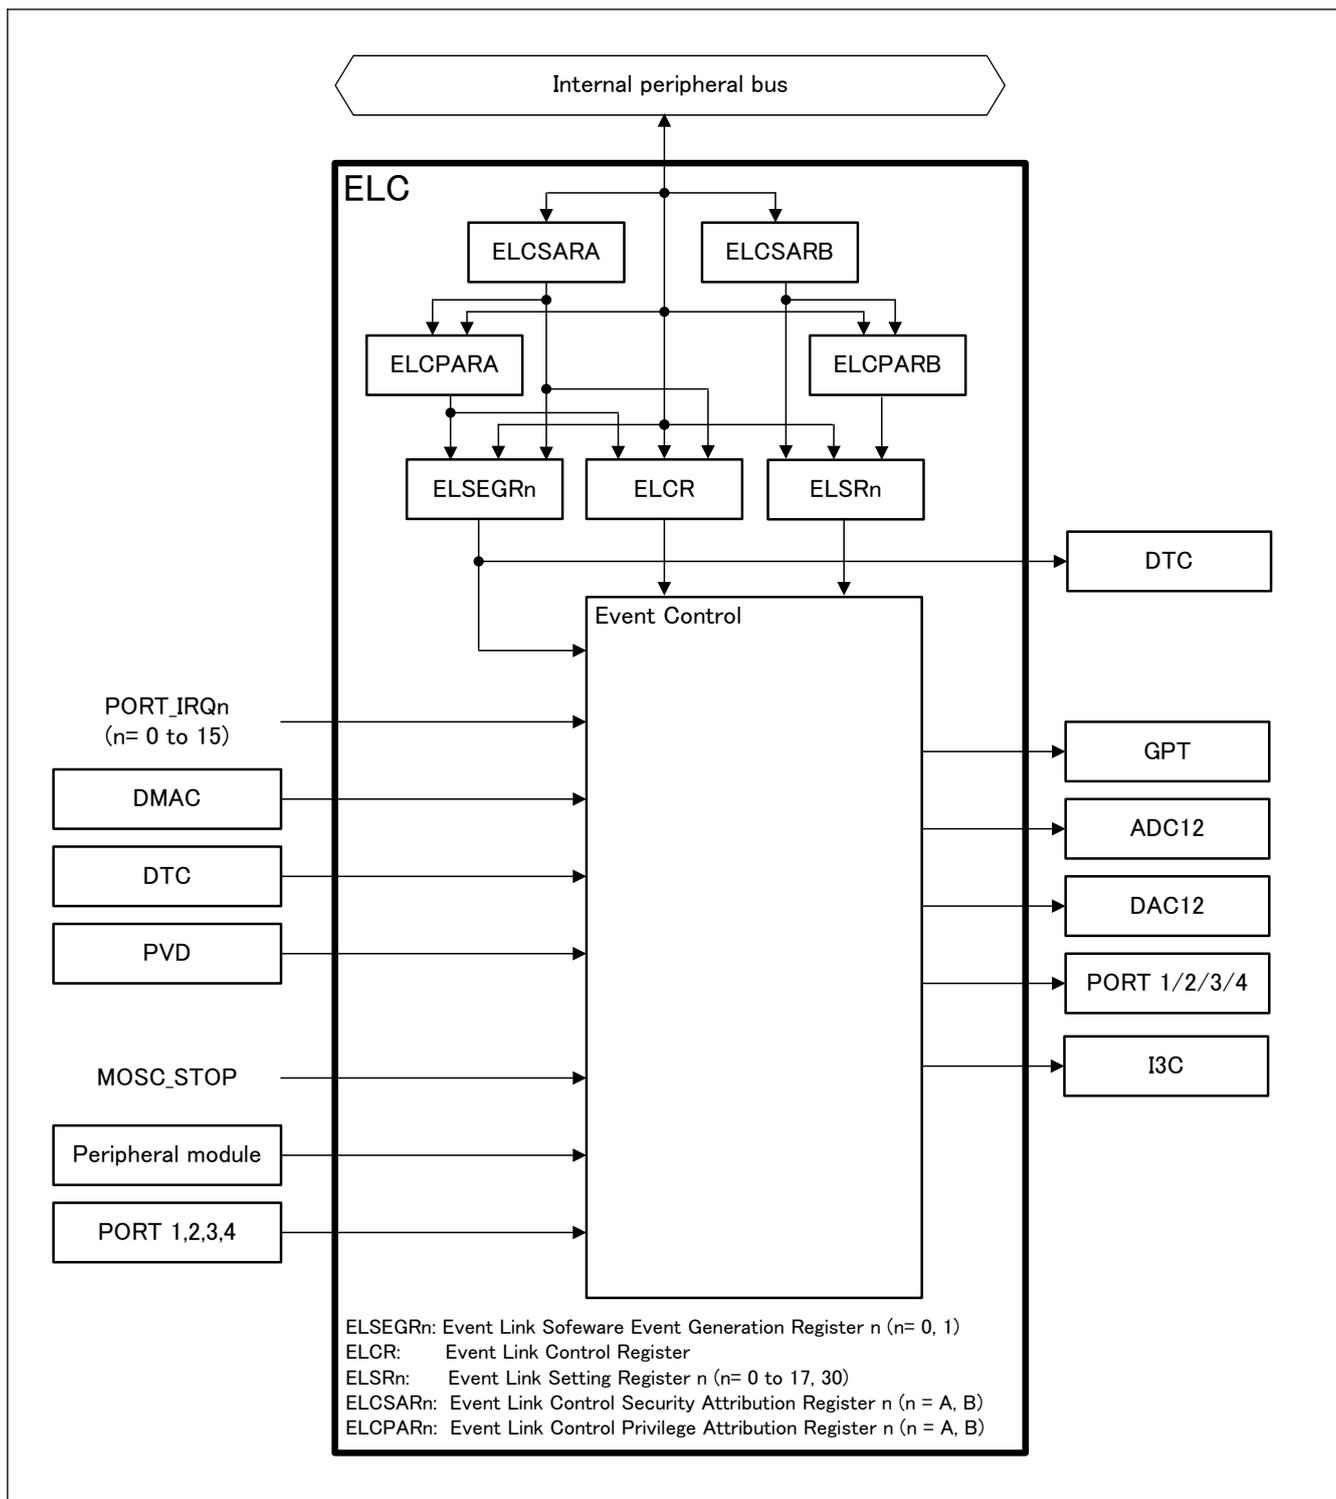 Internal peripheral bus
ELC
ELCSARA
ELCSARB
ELCPARA
ELCPARB
ELSEGRn
ELCR
ELSRn
DTC
Event Control
PORT_IRQn
(n= 0 to 15)
GPT
DMAC
ADC12
DTC
DAC12
PVD
PORT 1/2/3/4
MOSC_STOP
I3C
Peripheral module
PORT 1,2,3,4
ELSEGRn: Event Link Sofeware Event Generation Register n (n= 0, 1)
ELCR: Event Link Control Register
ELSRn: Event Link Setting Register n (n= 0 to 17, 30)
ELCSARn: Event Link Control Security Attribution Register n (n = A, B)
ELCPARn: Event Link Control Privilege Attribution Register n (n = A, B)